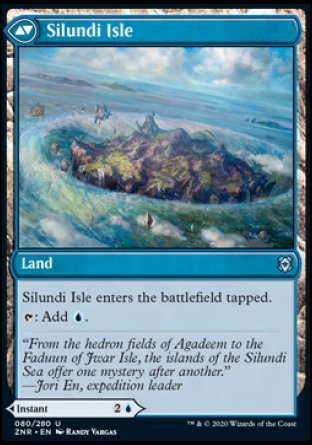 Silundi Isle
Land
Silundi Isle enters the battlefield tapped.
: Add .
“From the hedron fields of Agadeem to the
Faduun of Jwar Isle, the islands of the Silundi
Sea offer one mystery after another.”
—Jori En, expedition leader
Instant 2
080/280 U
ZNR • EN Randy Vargas
™ & © 2020 Wizards of the Coast